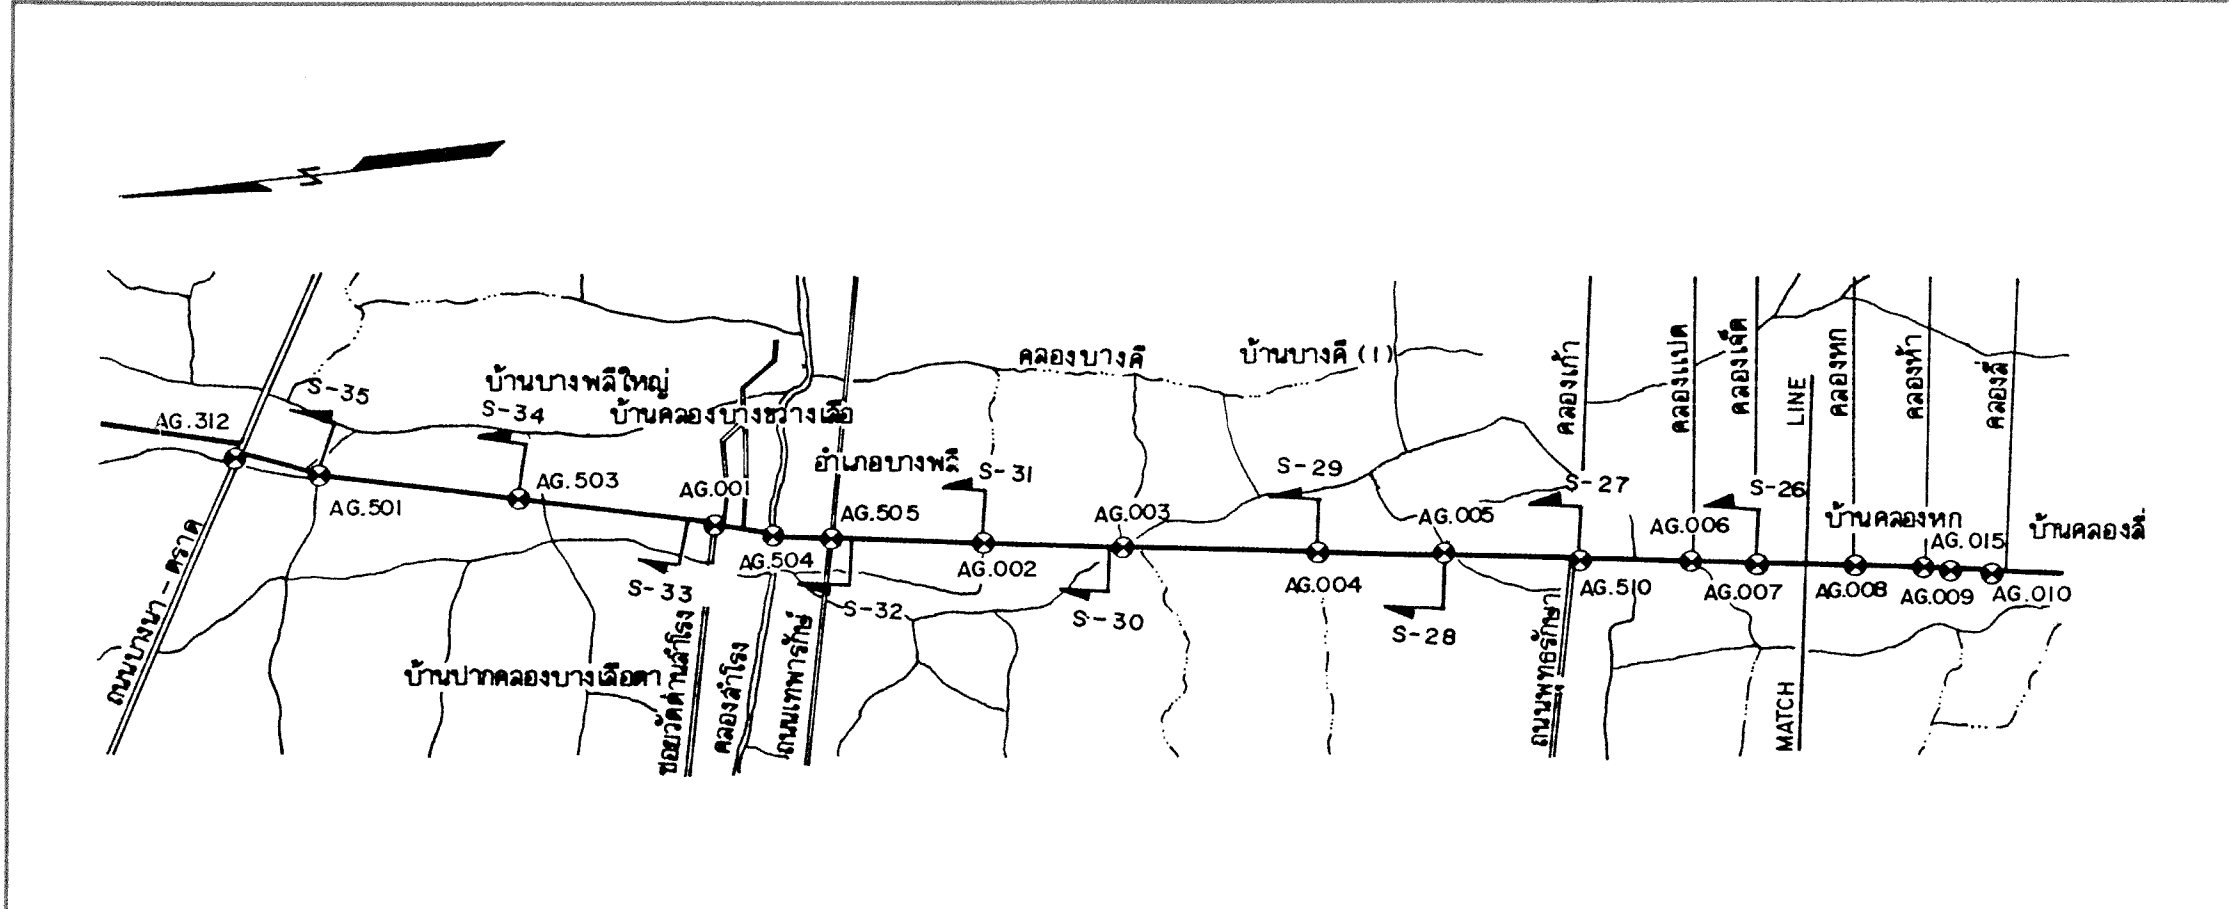 N
S-35
AG.312
AG.501
S-34
บ้านบางพลีใหญ่
บ้านคลองบางขวางเลือ
AG.503
AG.001
S-33
AG.504
อำเภอบางพลี
AG.505
S-32
S-31
AG.002
คลองบางคี
AG.003
S-30
บ้านบางคี (1)
S-29
AG.004
AG.005
S-28
คลองเก้า
S-27
AG.510
คลองแปด
AG.006
คลองเจ็ด
S-26
AG.007
MATCH LINE
คลองหก
บ้านคลองหก
AG.008
คลองห้า
AG.009
AG.015
คลองสี่
AG.010
บ้านคลองสี่
ถนนบางนา - ตราด
บ้านปากคลองบางเลือตา
ซอยวัดด่านสำโรง
คลองสำโรง
ถนนเทพารักษ์
ถนนพุทธรักษา